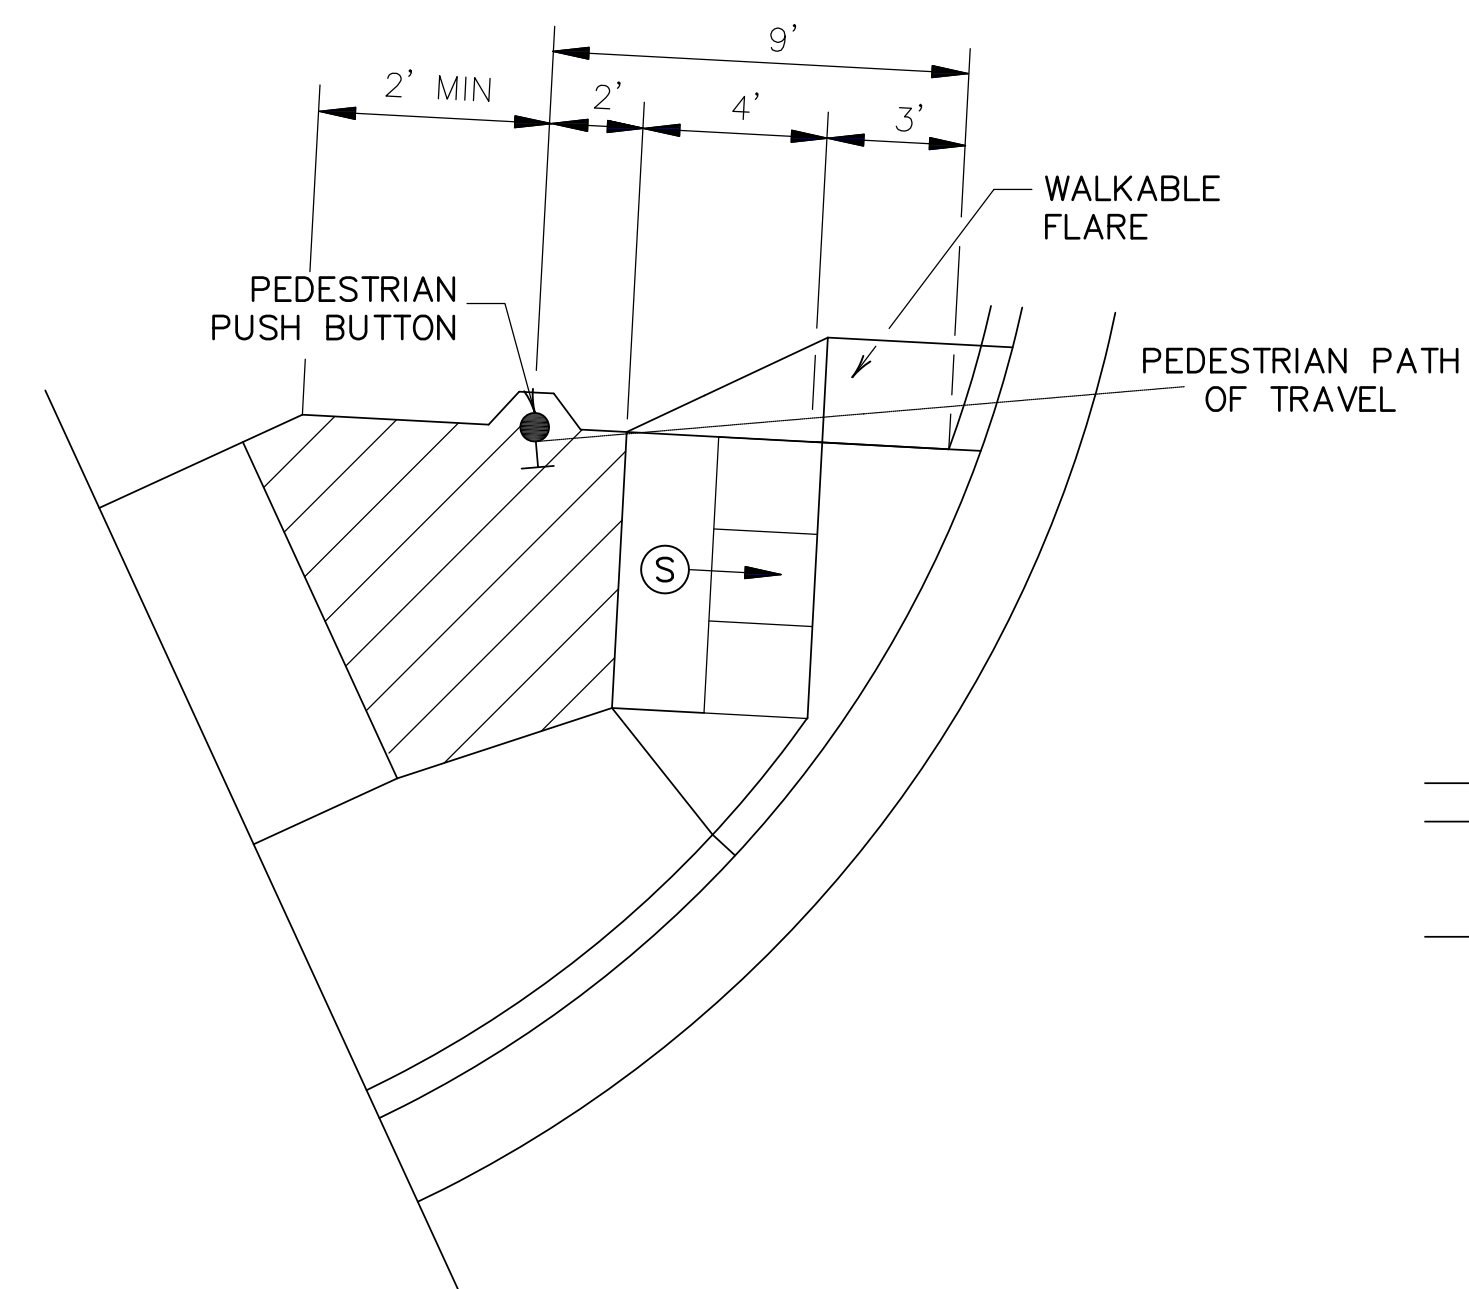 9'
2' MIN
2'
4'
3'
WALKABLE
FLARE
PEDESTRIAN
PUSH BUTTON
PEDESTRIAN PATH
OF TRAVEL
S